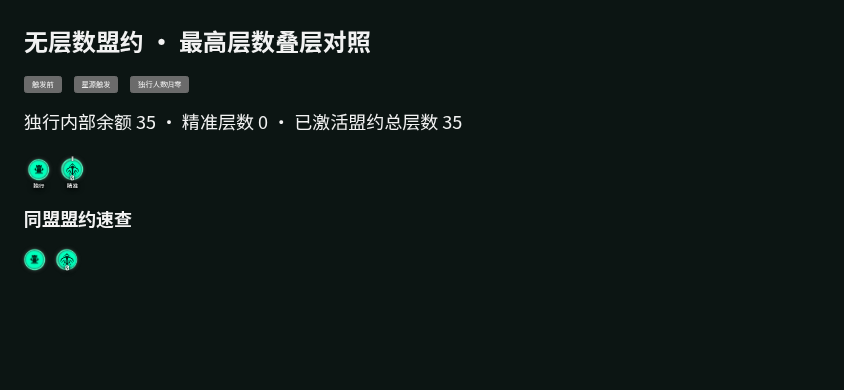 无层数盟约 · 最高层数叠层对照
触发前 星源触发 独行人数归零
独行内部余额 35 · 精准层数 0 · 已激活盟约总层数 35
0
独行 精准
同盟盟约速查
0